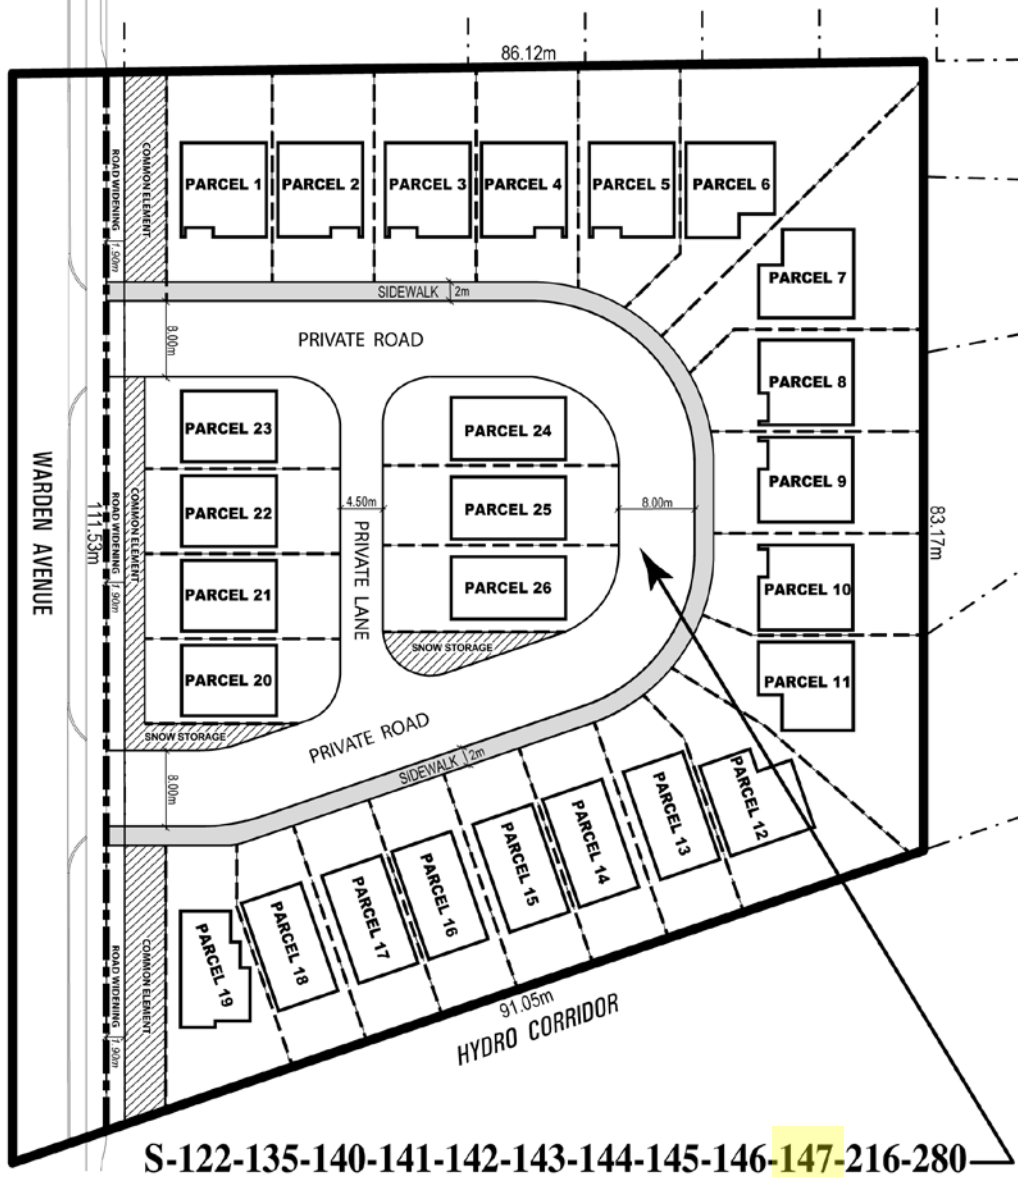 86.12m
ROAD WIDENING
COMMON ELEMENT
PARCEL 1
PARCEL 2
PARCEL 3
PARCEL 4
PARCEL 5
PARCEL 6
1.90m
PARCEL 7
SIDEWALK
2m
8.00m
PRIVATE ROAD
PARCEL 8
PARCEL 23
PARCEL 24
PARCEL 9
WARDEN AVENUE
111.53m
ROAD WIDENING
COMMON ELEMENT
1.90m
PARCEL 22
4.50m
PARCEL 25
8.00m
83.17m
PRIVATE LANE
PARCEL 21
PARCEL 26
PARCEL 10
SNOW STORAGE
PARCEL 20
PARCEL 11
SNOW STORAGE
PRIVATE ROAD
8.00m
SIDEWALK
2m
PARCEL 12
PARCEL 13
PARCEL 14
PARCEL 15
PARCEL 16
PARCEL 17
PARCEL 18
PARCEL 19
ROAD WIDENING
COMMON ELEMENT
1.90m
91.05m
HYDRO CORRIDOR
S-122-135-140-141-142-143-144-145-146-147-216-280